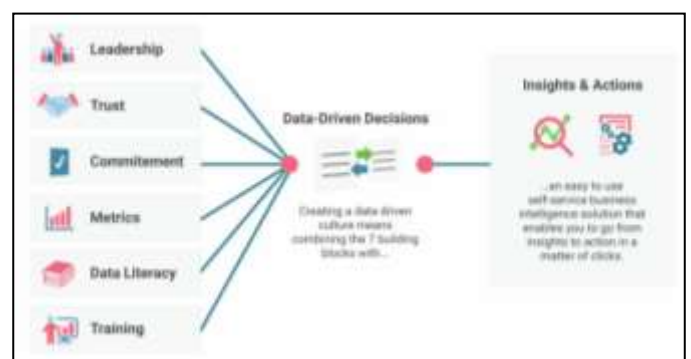 Leadership
Trust
Commitement
Metrics
Data Literacy
Training
Data-Driven Decisions
Creating a data driven
culture means
combining the 7 building
blocks with...
Insights & Actions
...an easy to use
self-service business
intelligence solution that
enables you to go from
insights to action in a
matter of clicks.